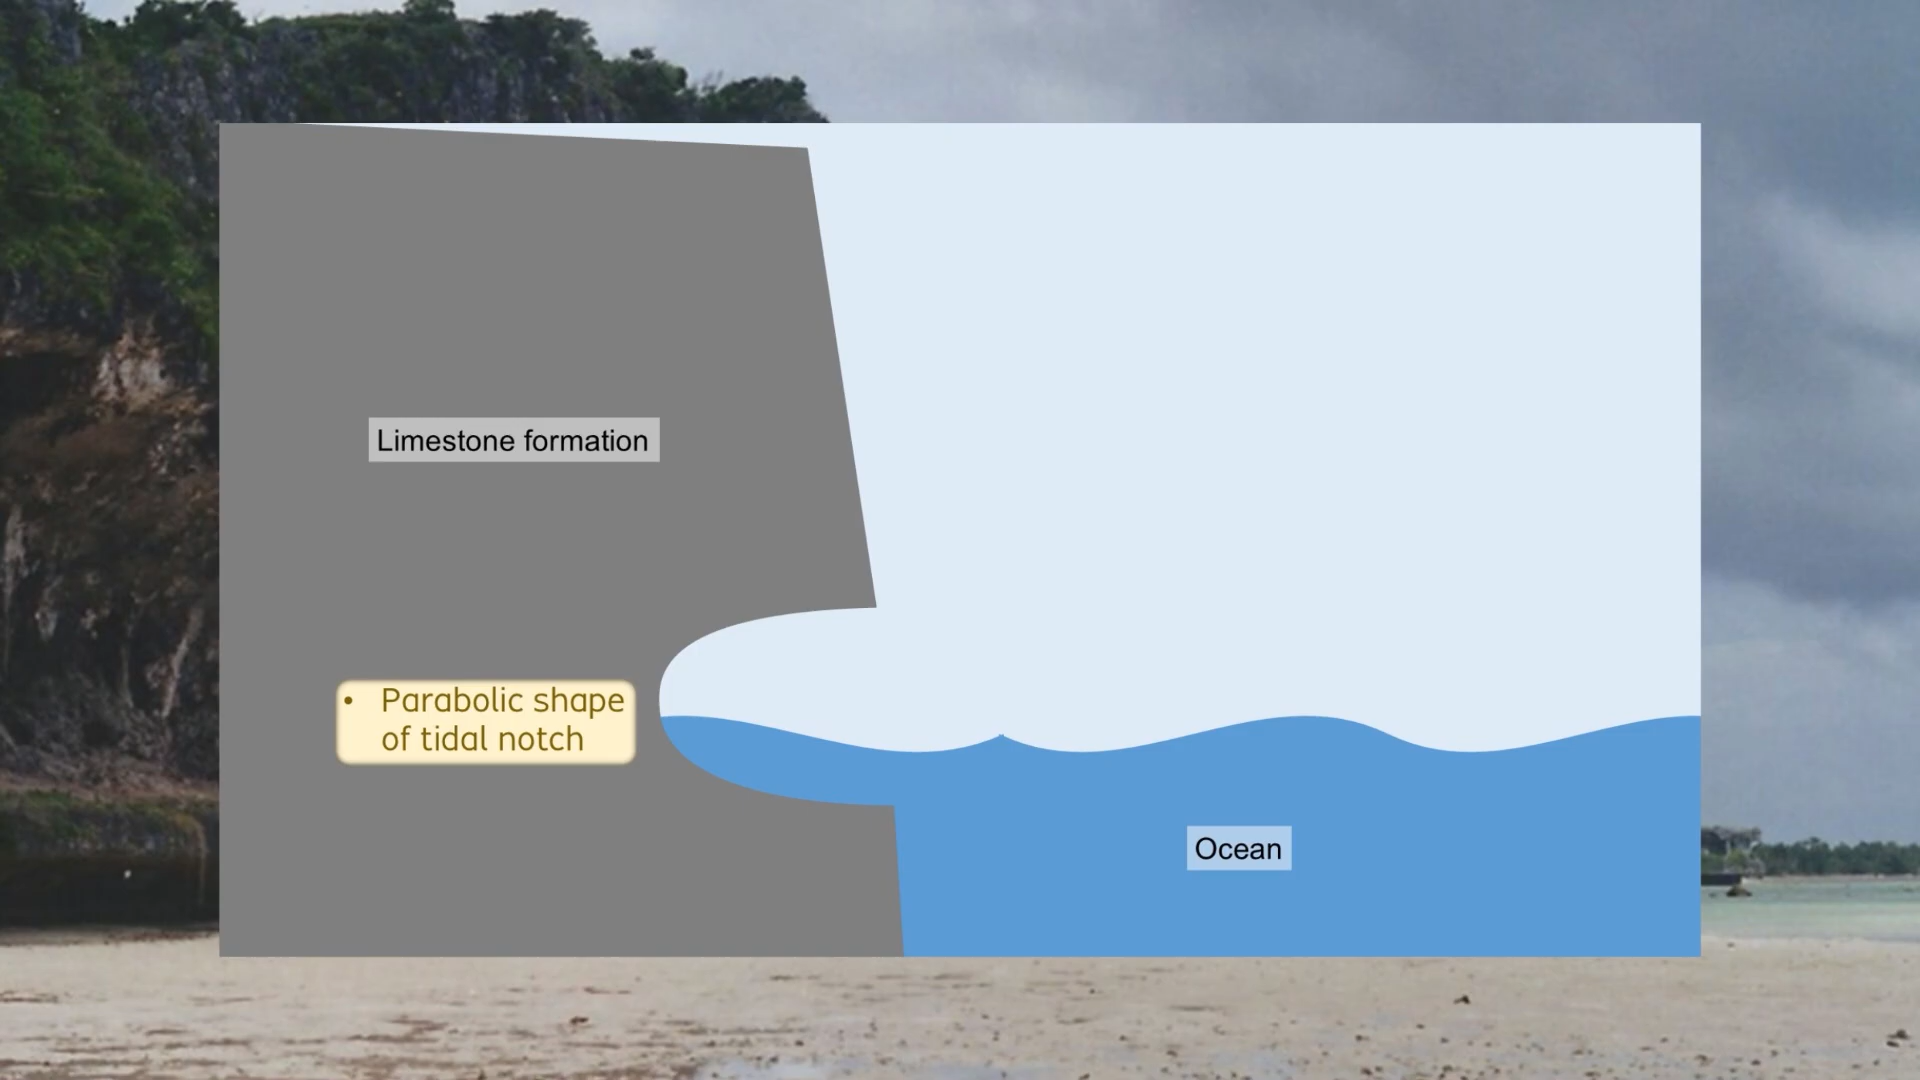 Limestone formation
• Parabolic shape
of tidal notch
Ocean